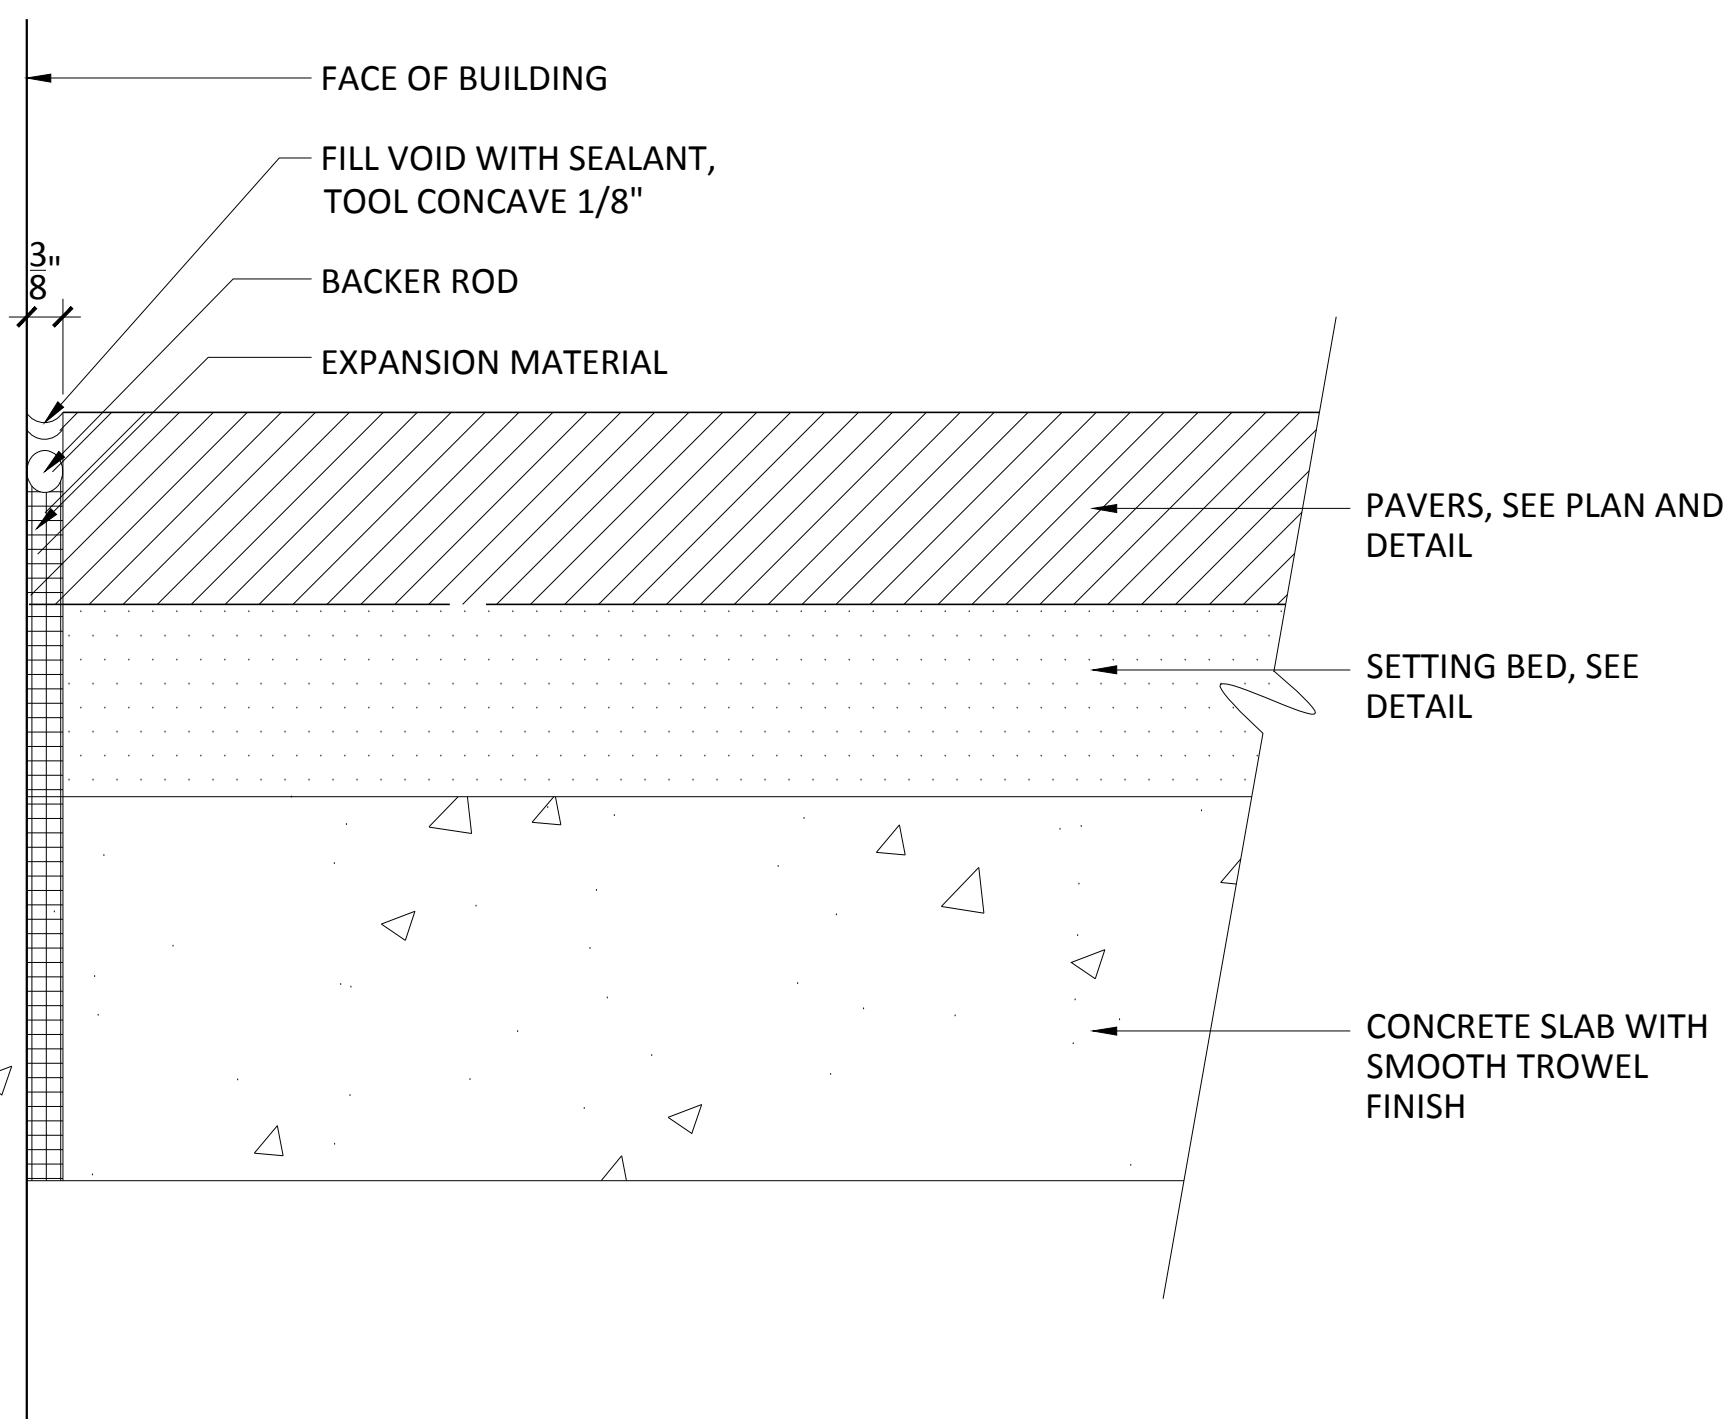 FACE OF BUILDING
FILL VOID WITH SEALANT,
TOOL CONCAVE 1/8"
3/8"
BACKER ROD
EXPANSION MATERIAL
PAVERS, SEE PLAN AND
DETAIL
SETTING BED, SEE
DETAIL
CONCRETE SLAB WITH
SMOOTH TROWEL
FINISH